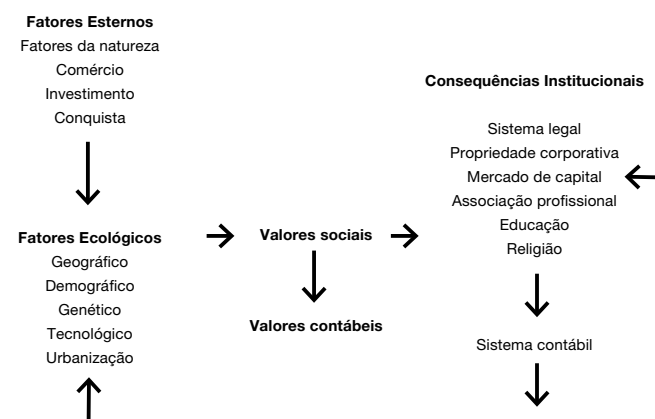 Fatores Esternos
Fatores da natureza
Comércio
Investimento
Conquista
Fatores Ecológicos
Geográfico
Demográfico
Genético
Tecnológico
Urbanização
Valores sociais
Valores contábeis
Consequências Institucionais
Sistema legal
Propriedade corporativa
Mercado de capital
Associação profissional
Educação
Religião
Sistema contábil